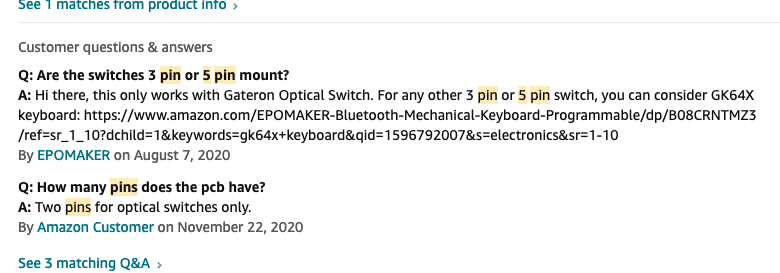 See 1 matches from product info ›
Customer questions & answers
Q: Are the switches 3 pin or 5 pin mount?
A: Hi there, this only works with Gateron Optical Switch. For any other 3 pin or 5 pin switch, you can consider GK64X
keyboard: https://www.amazon.com/EPOMAKER-Bluetooth-Mechanical-Keyboard-Programmable/dp/B08CRNTMZ3
/ref=sr_1_10?dchild=1&keywords=gk64x+keyboard&qid=1596792007&s=electronics&sr=1-10
By EPOMAKER on August 7, 2020
Q: How many pins does the pcb have?
A: Two pins for optical switches only.
By Amazon Customer on November 22, 2020
See 3 matching Q&A ›